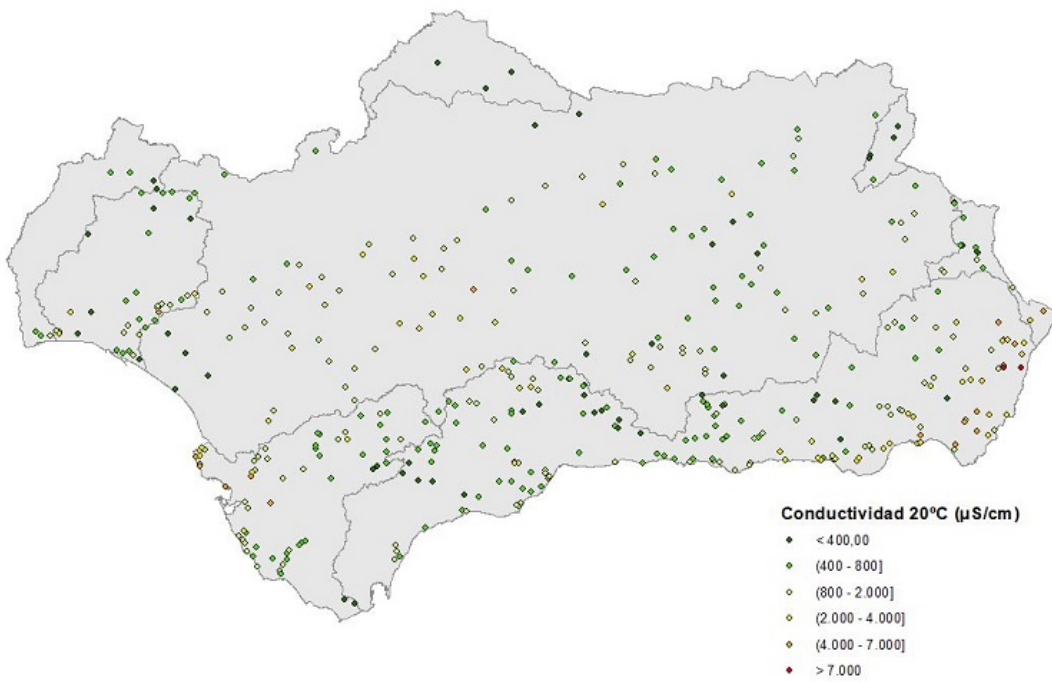 Conductividad 20ºC (µS/cm)
< 400,00
(400 - 800]
(800 - 2.000]
(2.000 - 4.000]
(4.000 - 7.000]
> 7.000